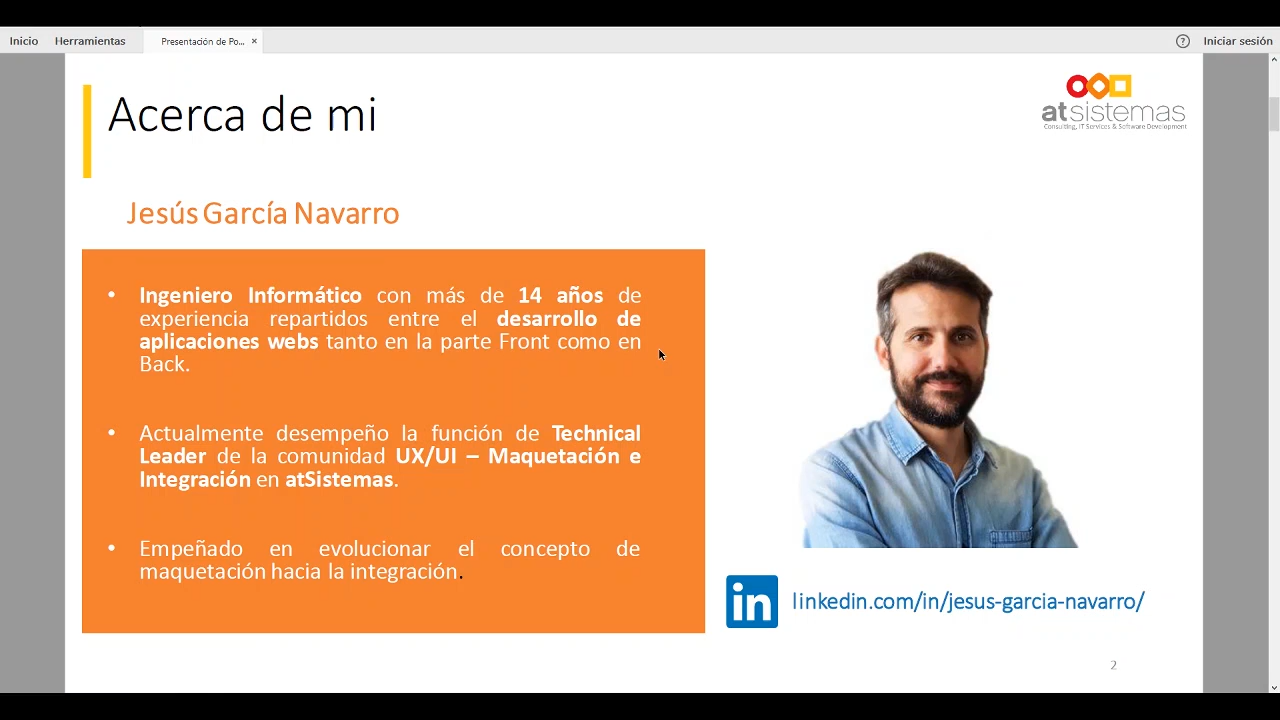 Inicio Herramientas Presentación de Po... × ? Iniciar sesión
Acerca de mi
atsistemas
Consulting, IT Services & Software Development
Jesús García Navarro
• Ingeniero Informático con más de 14 años de
experiencia repartidos entre el desarrollo de
aplicaciones webs tanto en la parte Front como en
Back.
• Actualmente desempeño la función de Technical
Leader de la comunidad UX/UI – Maquetación e
Integración en atSistemas.
• Empeñado en evolucionar el concepto de
maquetación hacia la integración.
in linkedin.com/in/jesus-garcia-navarro/
2